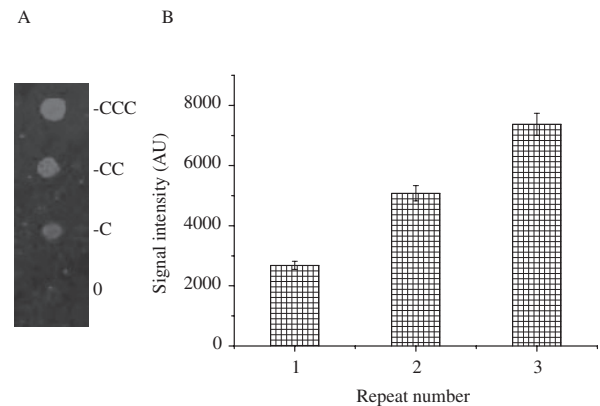 A
B
-CCC
-CC
-C
0
Signal intensity (AU)
8000
6000
4000
2000
0
1 2 3
Repeat number